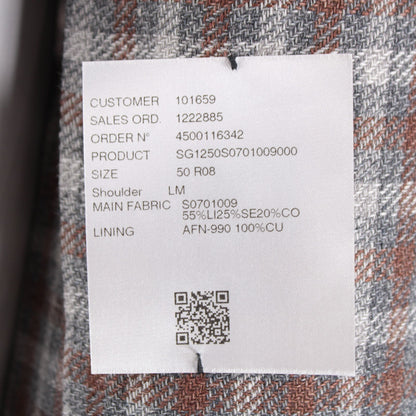 CUSTOMER 101659
SALES ORD. 1222885
ORDER N° 4500116342
PRODUCT SG1250S0701009000
SIZE 50 R08
Shoulder LM
MAIN FABRIC S0701009
55%LI25%SE20%CO
LINING AFN-990 100%CU